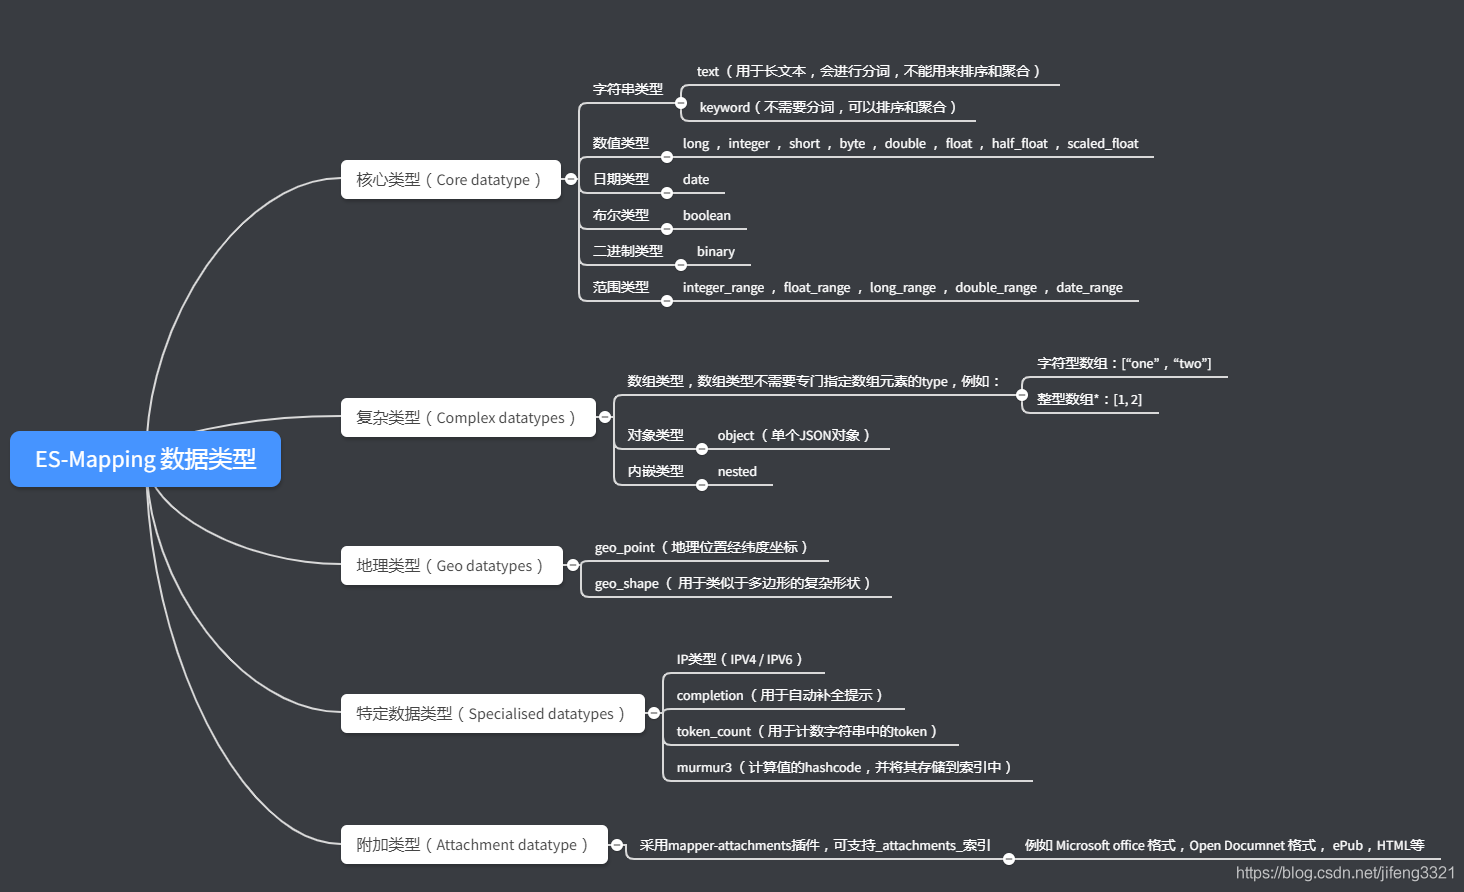 ES-Mapping 数据类型
核心类型（Core datatype）
字符串类型
text（用于长文本，会进行分词，不能用来排序和聚合）
keyword（不需要分词，可以排序和聚合）
数值类型
long ， integer ， short ， byte ， double ， float ， half_float ， scaled_float
日期类型
date
布尔类型
boolean
二进制类型
binary
范围类型
integer_range ， float_range ， long_range ， double_range ， date_range
复杂类型（Complex datatypes）
数组类型，数组类型不需要专门指定数组元素的type，例如：
字符型数组：[“one”，“two”]
整型数组*：[1, 2]
对象类型
object（单个JSON对象）
内嵌类型
nested
地理类型（Geo datatypes）
geo_point（地理位置经纬度坐标）
geo_shape（ 用于类似于多边形的复杂形状）
特定数据类型（Specialised datatypes）
IP类型（IPV4 / IPV6）
completion（用于自动补全提示）
token_count（用于计数字符串中的token）
murmur3（计算值的hashcode，并将其存储到索引中）
附加类型（Attachment datatype）
采用mapper-attachments插件，可支持_attachments_索引
例如 Microsoft office 格式，Open Documnet 格式， ePub，HTML等
https://blog.csdn.net/jifeng3321